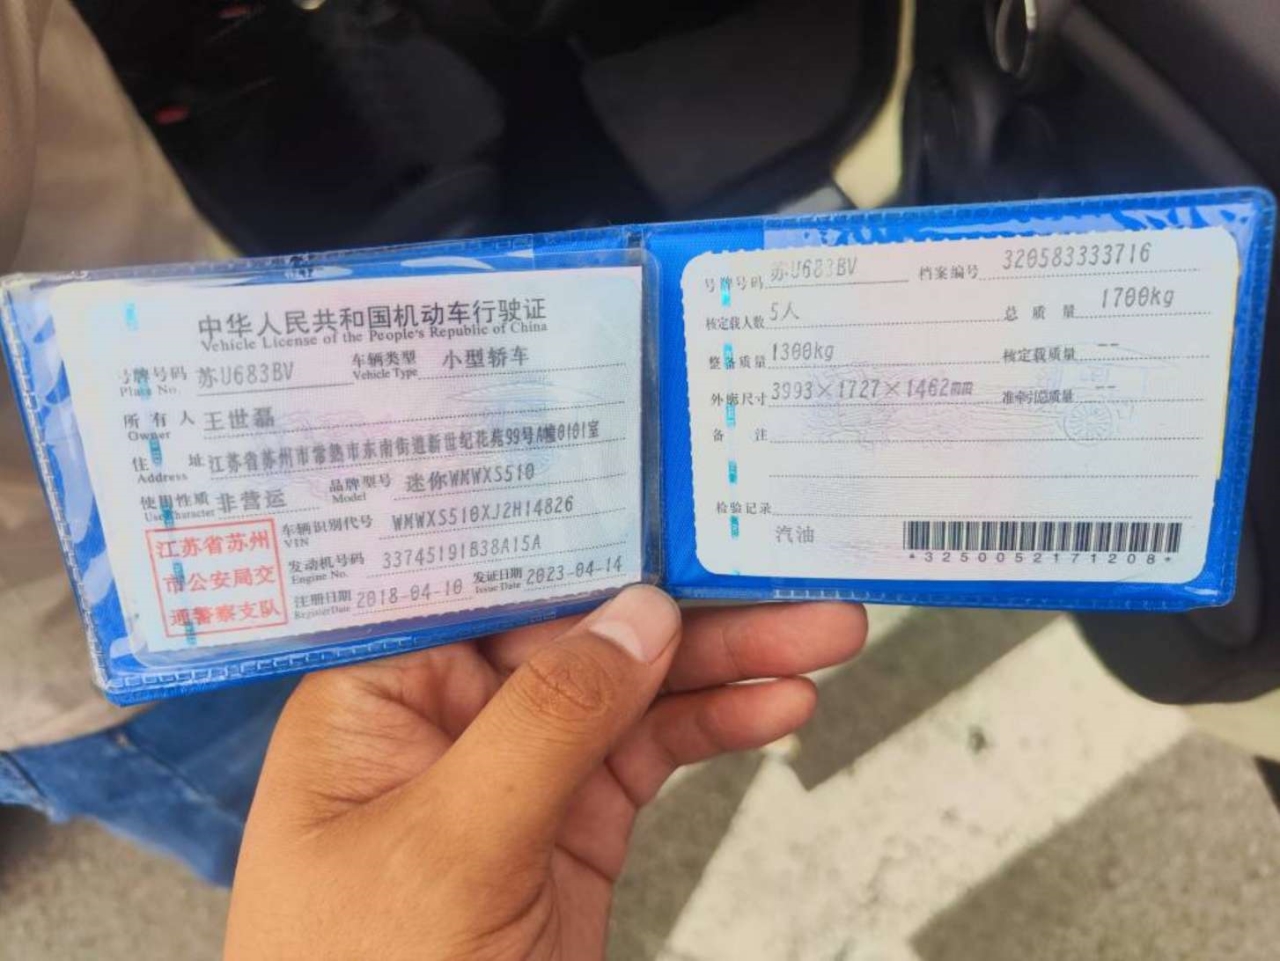 中华人民共和国机动车行驶证
Vehicle License of the People's Republic of China
号牌号码 苏U683BV 车辆类型 小型轿车
Plate No. Vehicle Type
所有人 王世磊
Owner
住址 江苏省苏州市常熟市东南街道新世纪花苑99号A幢0101室
Address
使用性质 非营运 品牌型号 迷你WMWXS510
Use Character Model
车辆识别代号 WMWXS510XJ2H14826
VIN
发动机号码 33745191B38A15A
Engine No.
注册日期 2018-04-10 发证日期 2023-04-14
Register Date Issue Date
江苏省苏州
市公安局交
通警察支队
号牌号码 苏U683BV 档案编号 320583333716
核定载人数 5人 总质量 1700kg
整备质量 1300kg 核定载质量 --
外廓尺寸 3993×1727×1462mm 准牵引总质量 --
备注
检验记录
汽油
*3250052171208*